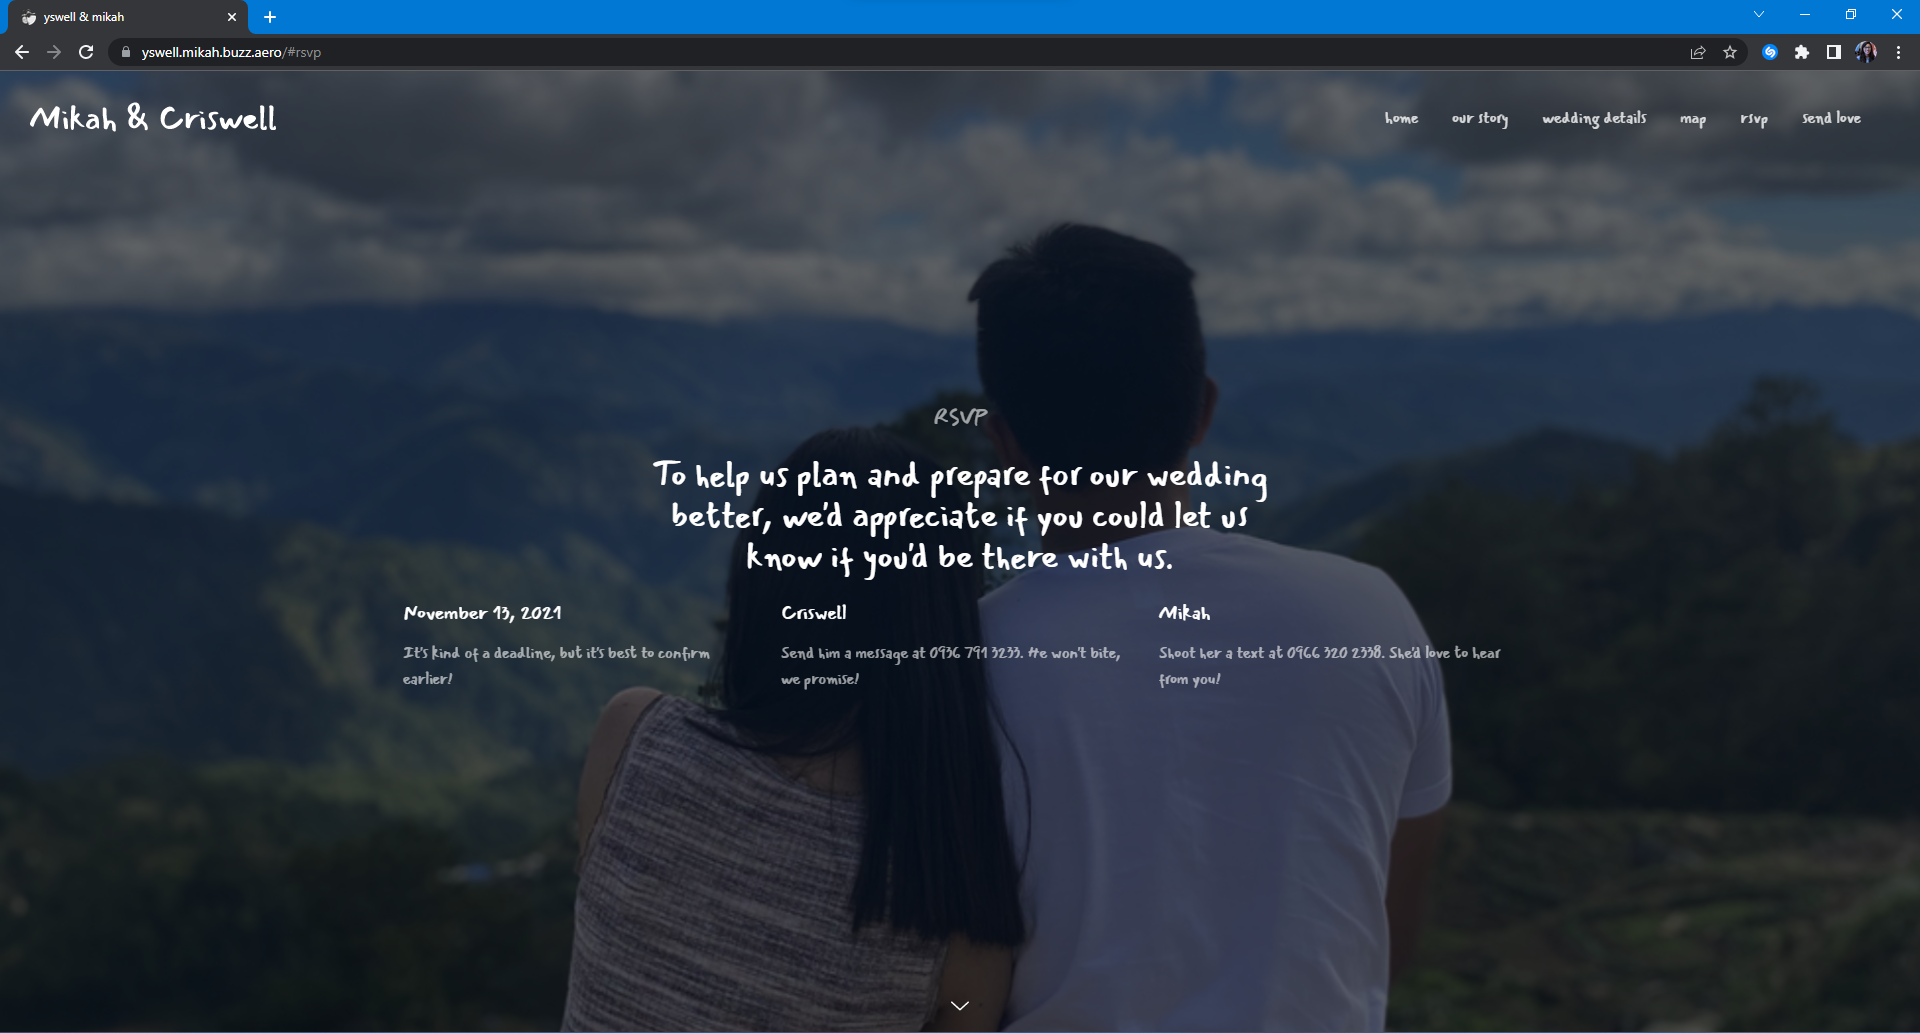 yswell & mikah
yswell.mikah.buzz.aero/#rsvp
Mikah & Criswell
home our story wedding details map rsvp send love
RSVP
To help us plan and prepare for our wedding
better, we'd appreciate if you could let us
know if you'd be there with us.
November 13, 2021
It's kind of a deadline, but it's best to confirm
earlier!
Criswell
Send him a message at 0936 791 3233. He won't bite,
we promise!
Mikah
Shoot her a text at 0966 320 2338. She'd love to hear
from you!